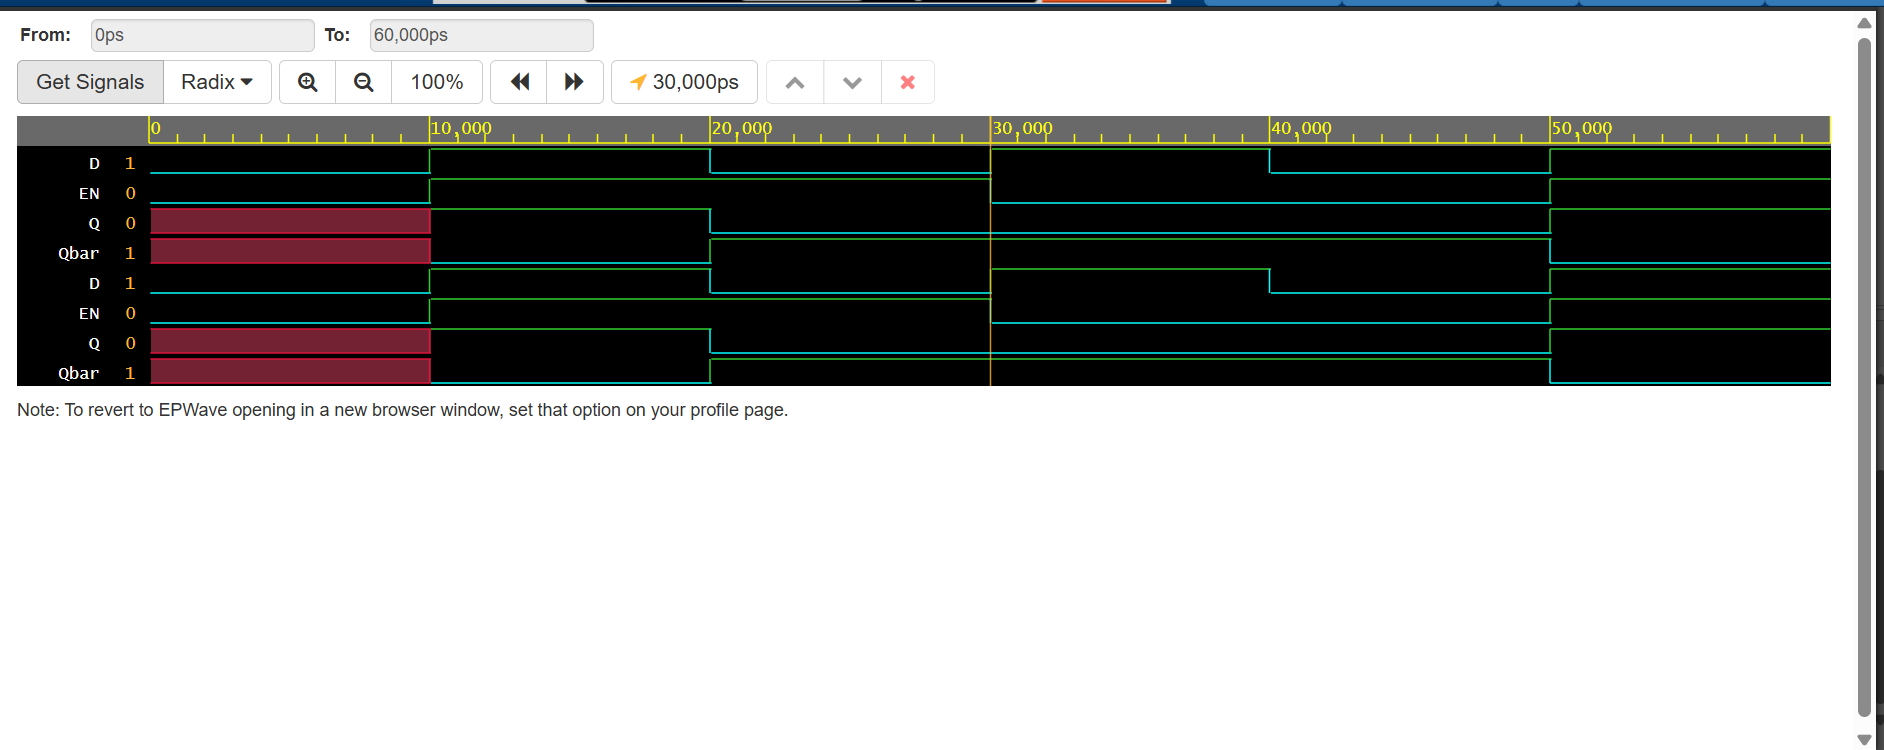 From: 0ps To: 60,000ps
Get Signals Radix 100% 30,000ps
0 10,000 20,000 30,000 40,000 50,000
D 1
EN 0
Q 0
Qbar 1
D 1
EN 0
Q 0
Qbar 1
Note: To revert to EPWave opening in a new browser window, set that option on your profile page.